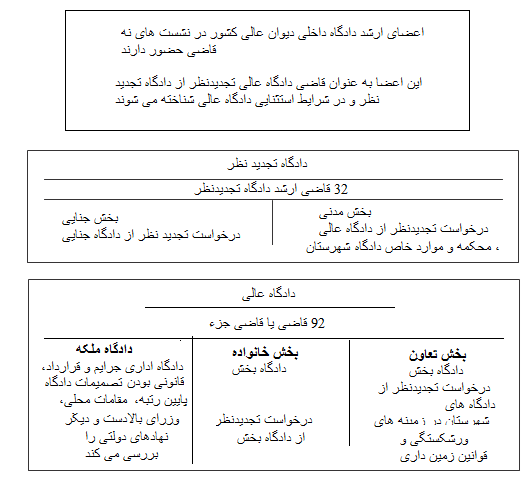 اعضای ارشد دادگاه داخلی دیوان عالی کشور در نشست های نه
قاضی حضور دارند
این اعضا به عنوان قاضی دادگاه عالی تجدیدنظر از دادگاه تجدید
نظر و در شرایط استثنایی دادگاه عالی شناخته می شوند
دادگاه تجدید نظر
32 قاضی ارشد دادگاه تجدیدنظر
بخش مدنی
درخواست تجدیدنظر از دادگاه عالی
، محکمه و موارد خاص دادگاه شهرستان
بخش جنایی
درخواست تجدید نظر از دادگاه جنایی
دادگاه عالی
92 قاضی یا قاضی جزء
بخش تعاون
دادگاه بخش
درخواست تجدیدنظر از
دادگاه های
شهرستان در زمینه های
ورشکستگی و
قوانین زمین داری
بخش خانواده
دادگاه بخش
درخواست تجدیدنظر
از دادگاه بخش
دادگاه ملکه
دادگاه اداری جرایم و قرارداد،
قانونی بودن تصمیمات دادگاه
پایین رتبه، مقامات محلی،
وزرای بالادست و دیگر
نهادهای دولتی را
بررسی می کند